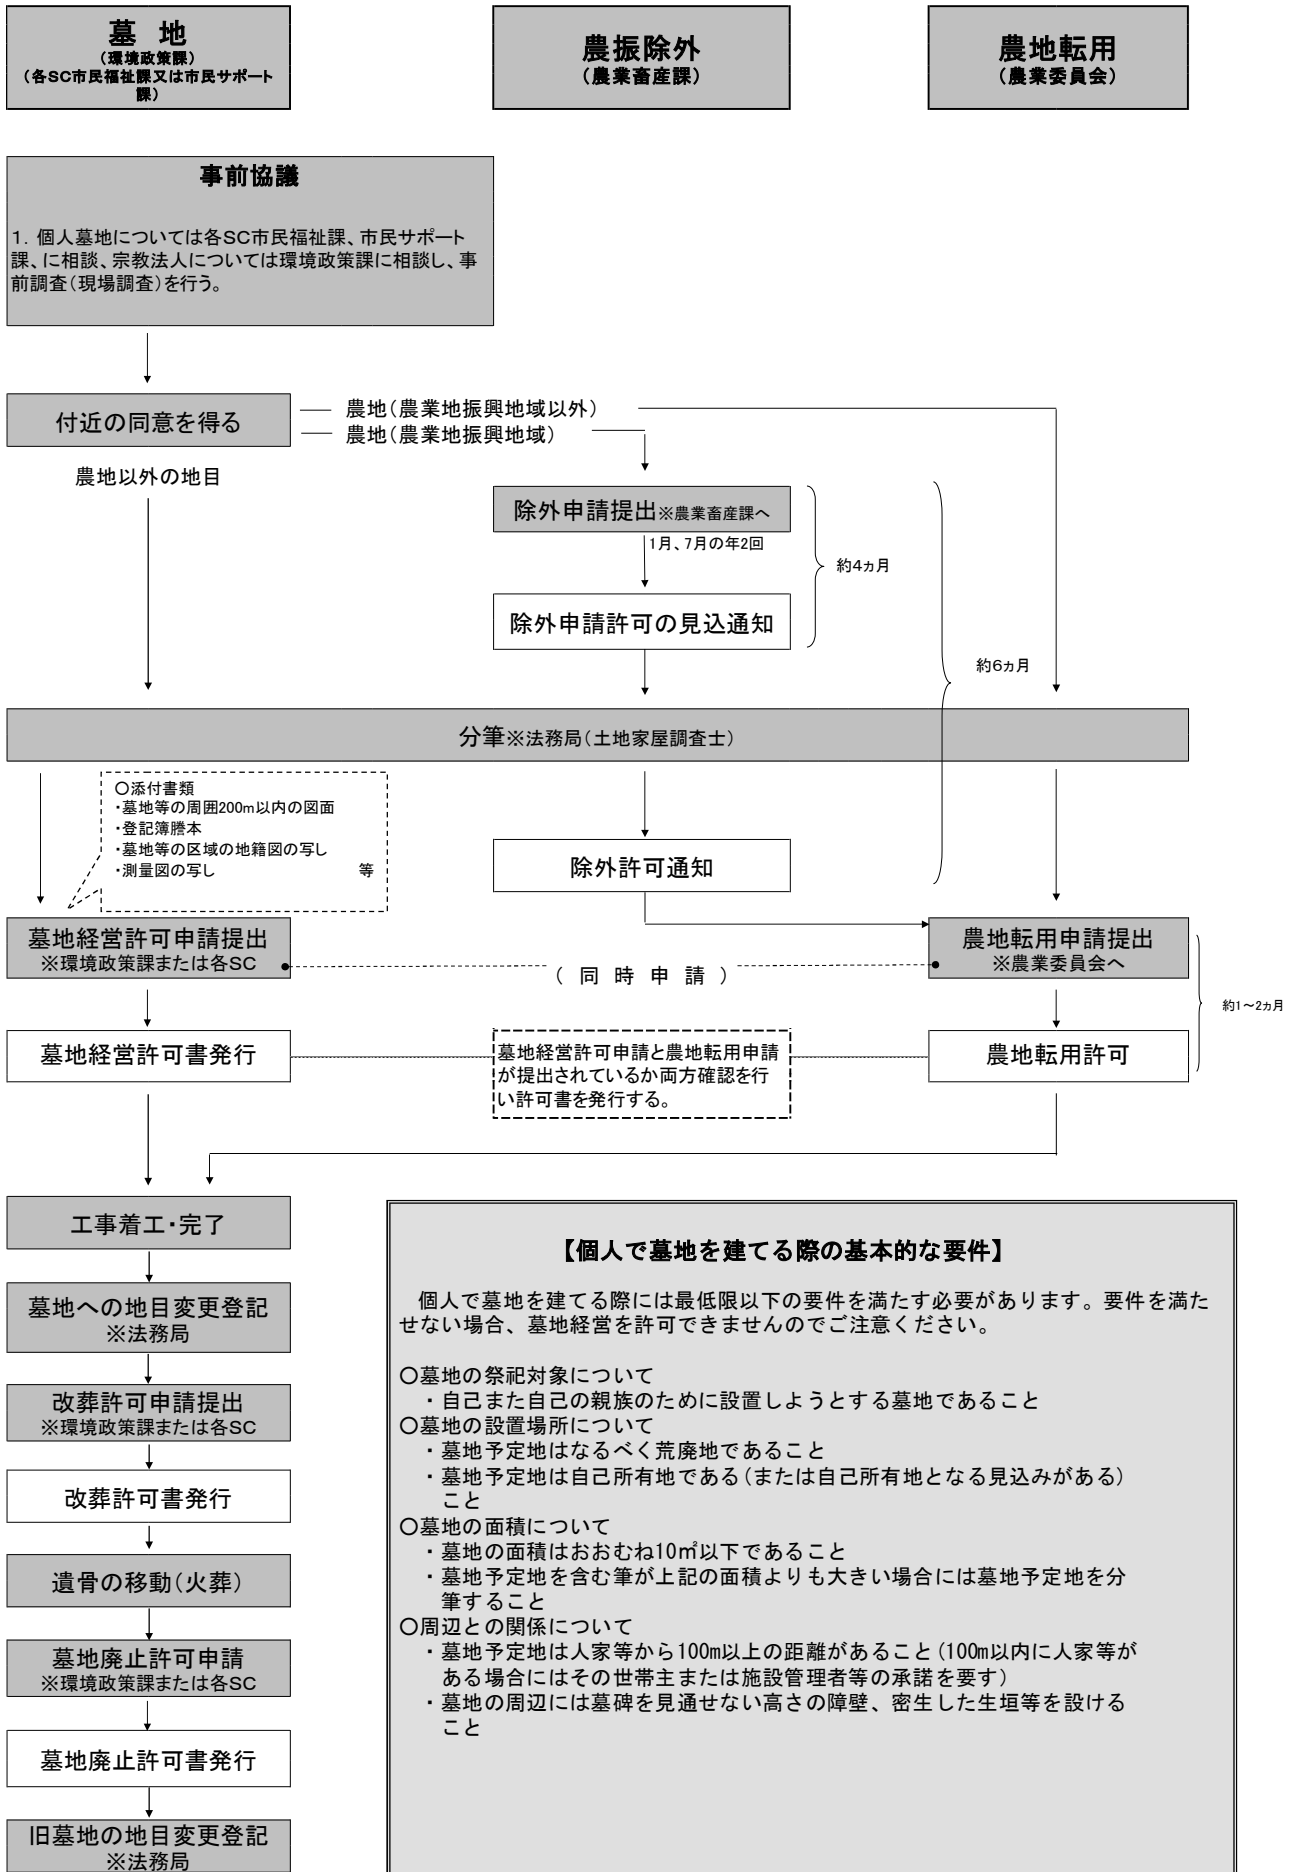 墓 地
(環境政策課)
(各SC市民福祉課又は市民サポート
課)
農振除外
(農業畜産課)
農地転用
(農業委員会)
事前協議
1．個人墓地については各SC市民福祉課、市民サポート
課、に相談、宗教法人については環境政策課に相談し、事
前調査(現場調査)を行う。
付近の同意を得る
農地(農業地振興地域以外)
農地(農業地振興地域)
農地以外の地目
除外申請提出※農業畜産課へ
1月、7月の年2回
約4ヵ月
除外申請許可の見込通知
約6ヵ月
分筆※法務局(土地家屋調査士)
○添付書類
・墓地等の周囲200m以内の図面
・登記簿謄本
・墓地等の区域の地籍図の写し
・測量図の写し 等
除外許可通知
墓地経営許可申請提出
※環境政策課または各SC
( 同 時 申 請 )
農地転用申請提出
※農業委員会へ
約1～2ヵ月
墓地経営許可書発行
墓地経営許可申請と農地転用申請
が提出されているか両方確認を行
い許可書を発行する。
農地転用許可
工事着工・完了
墓地への地目変更登記
※法務局
改葬許可申請提出
※環境政策課または各SC
改葬許可書発行
遺骨の移動(火葬)
墓地廃止許可申請
※環境政策課または各SC
墓地廃止許可書発行
旧墓地の地目変更登記
※法務局
【個人で墓地を建てる際の基本的な要件】
個人で墓地を建てる際には最低限以下の要件を満たす必要があります。要件を満た
せない場合、墓地経営を許可できませんのでご注意ください。
○墓地の祭祀対象について
・自己また自己の親族のために設置しようとする墓地であること
○墓地の設置場所について
・墓地予定地はなるべく荒廃地であること
・墓地予定地は自己所有地である(または自己所有地となる見込みがある)
こと
○墓地の面積について
・墓地の面積はおおむね10㎡以下であること
・墓地予定地を含む筆が上記の面積よりも大きい場合には墓地予定地を分
筆すること
○周辺との関係について
・墓地予定地は人家等から100m以上の距離があること(100m以内に人家等が
ある場合にはその世帯主または施設管理者等の承諾を要す)
・墓地の周辺には墓碑を見通せない高さの障壁、密生した生垣等を設ける
こと